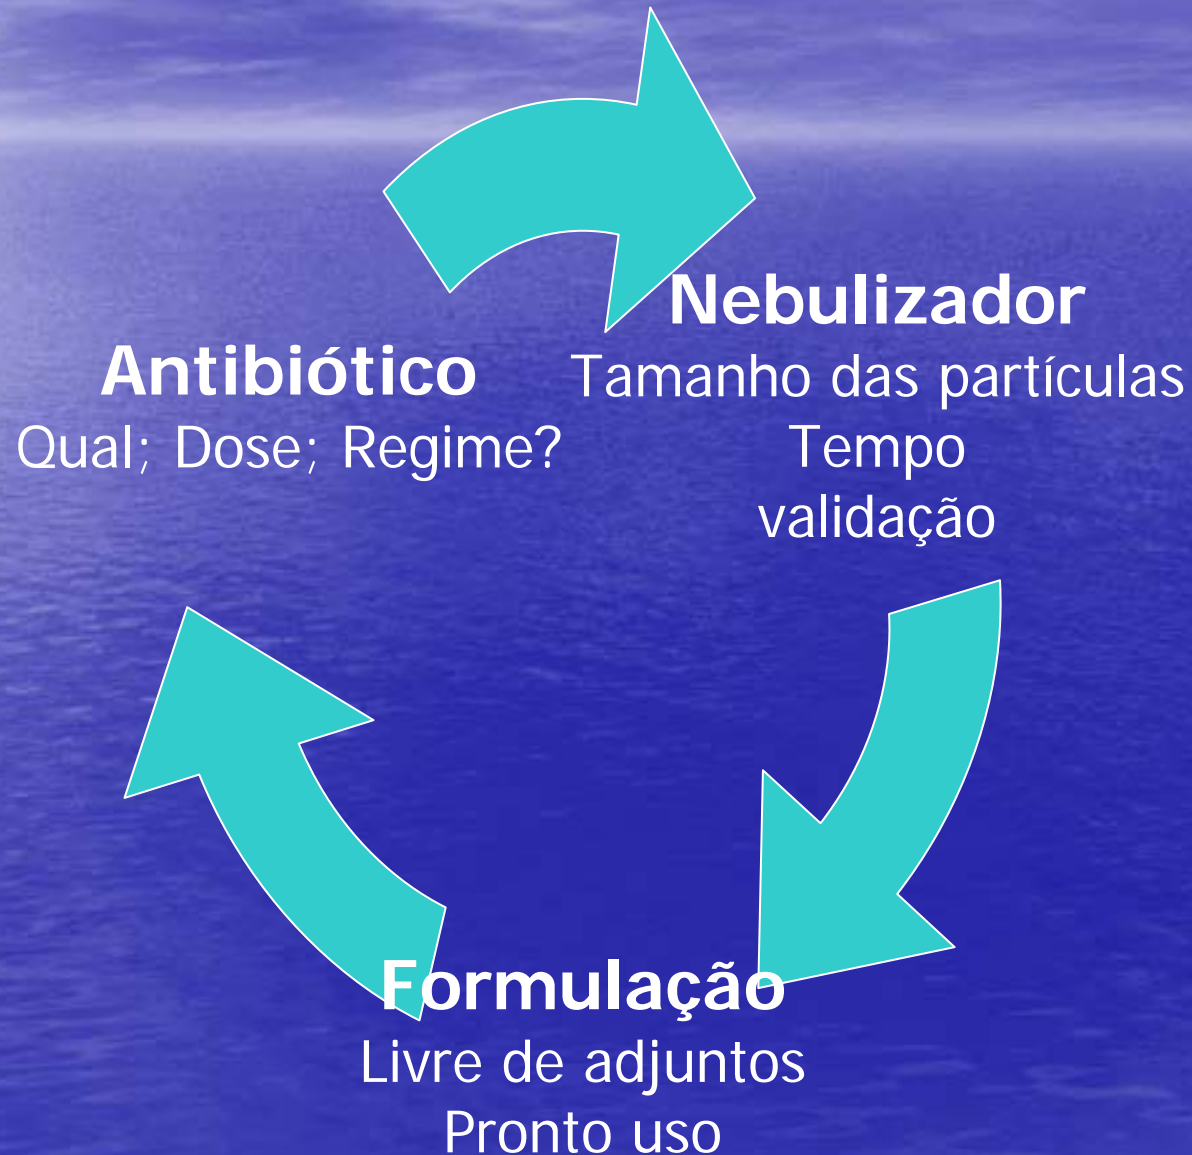 Antibiótico
Qual; Dose; Regime?
Nebulizador
Tamanho das partículas
Tempo
validação
Formulação
Livre de adjuntos
Pronto uso